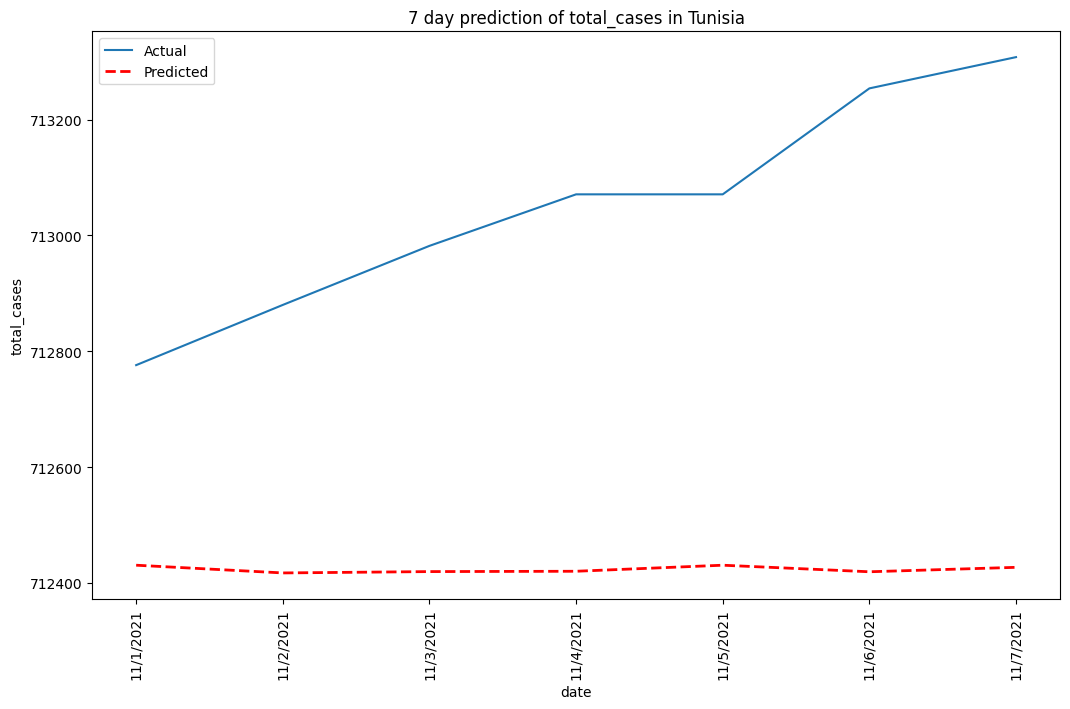 7 day prediction of total_cases in Tunisia
Actual
Predicted
total_cases
713200
713000
712800
712600
712400
11/1/2021
11/2/2021
11/3/2021
11/4/2021
11/5/2021
11/6/2021
11/7/2021
date